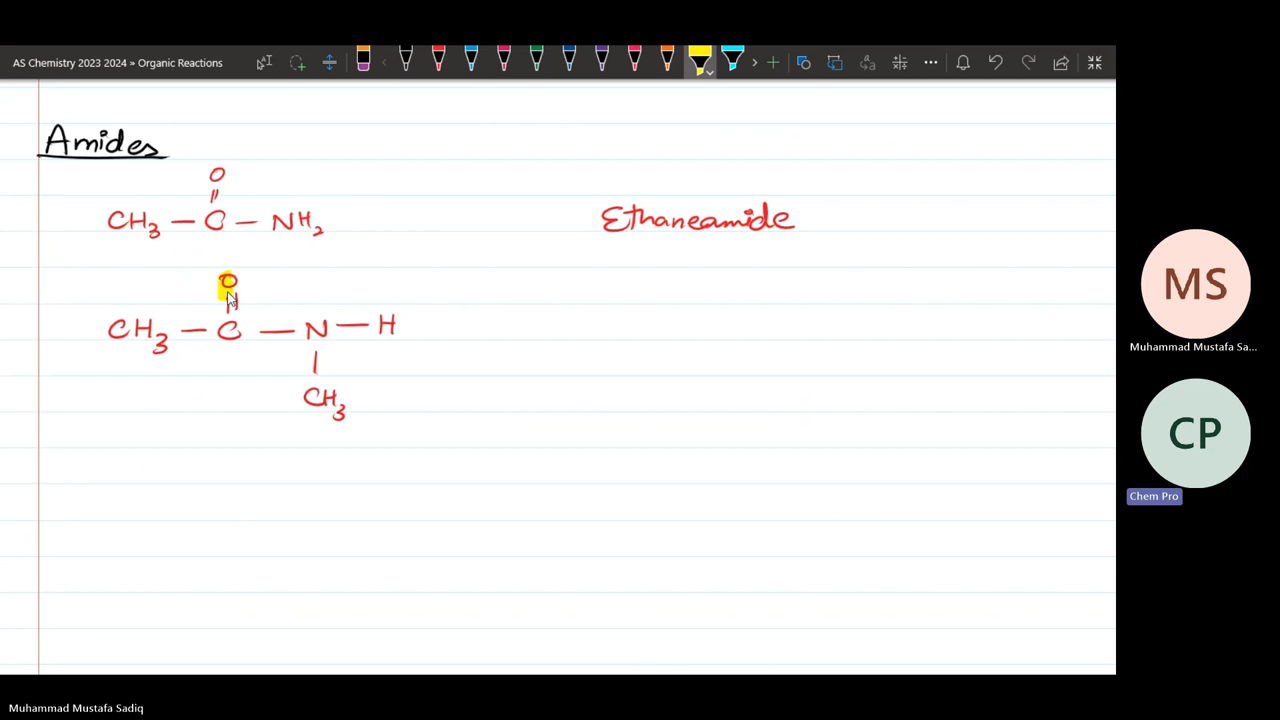 AS Chemistry 2023 2024 » Organic Reactions
Amides
O
CH3 — C — NH2
Ethaneamide
O
CH3 — C — N — H
CH3
MS
Muhammad Mustafa Sa...
CP
Chem Pro
Muhammad Mustafa Sadiq